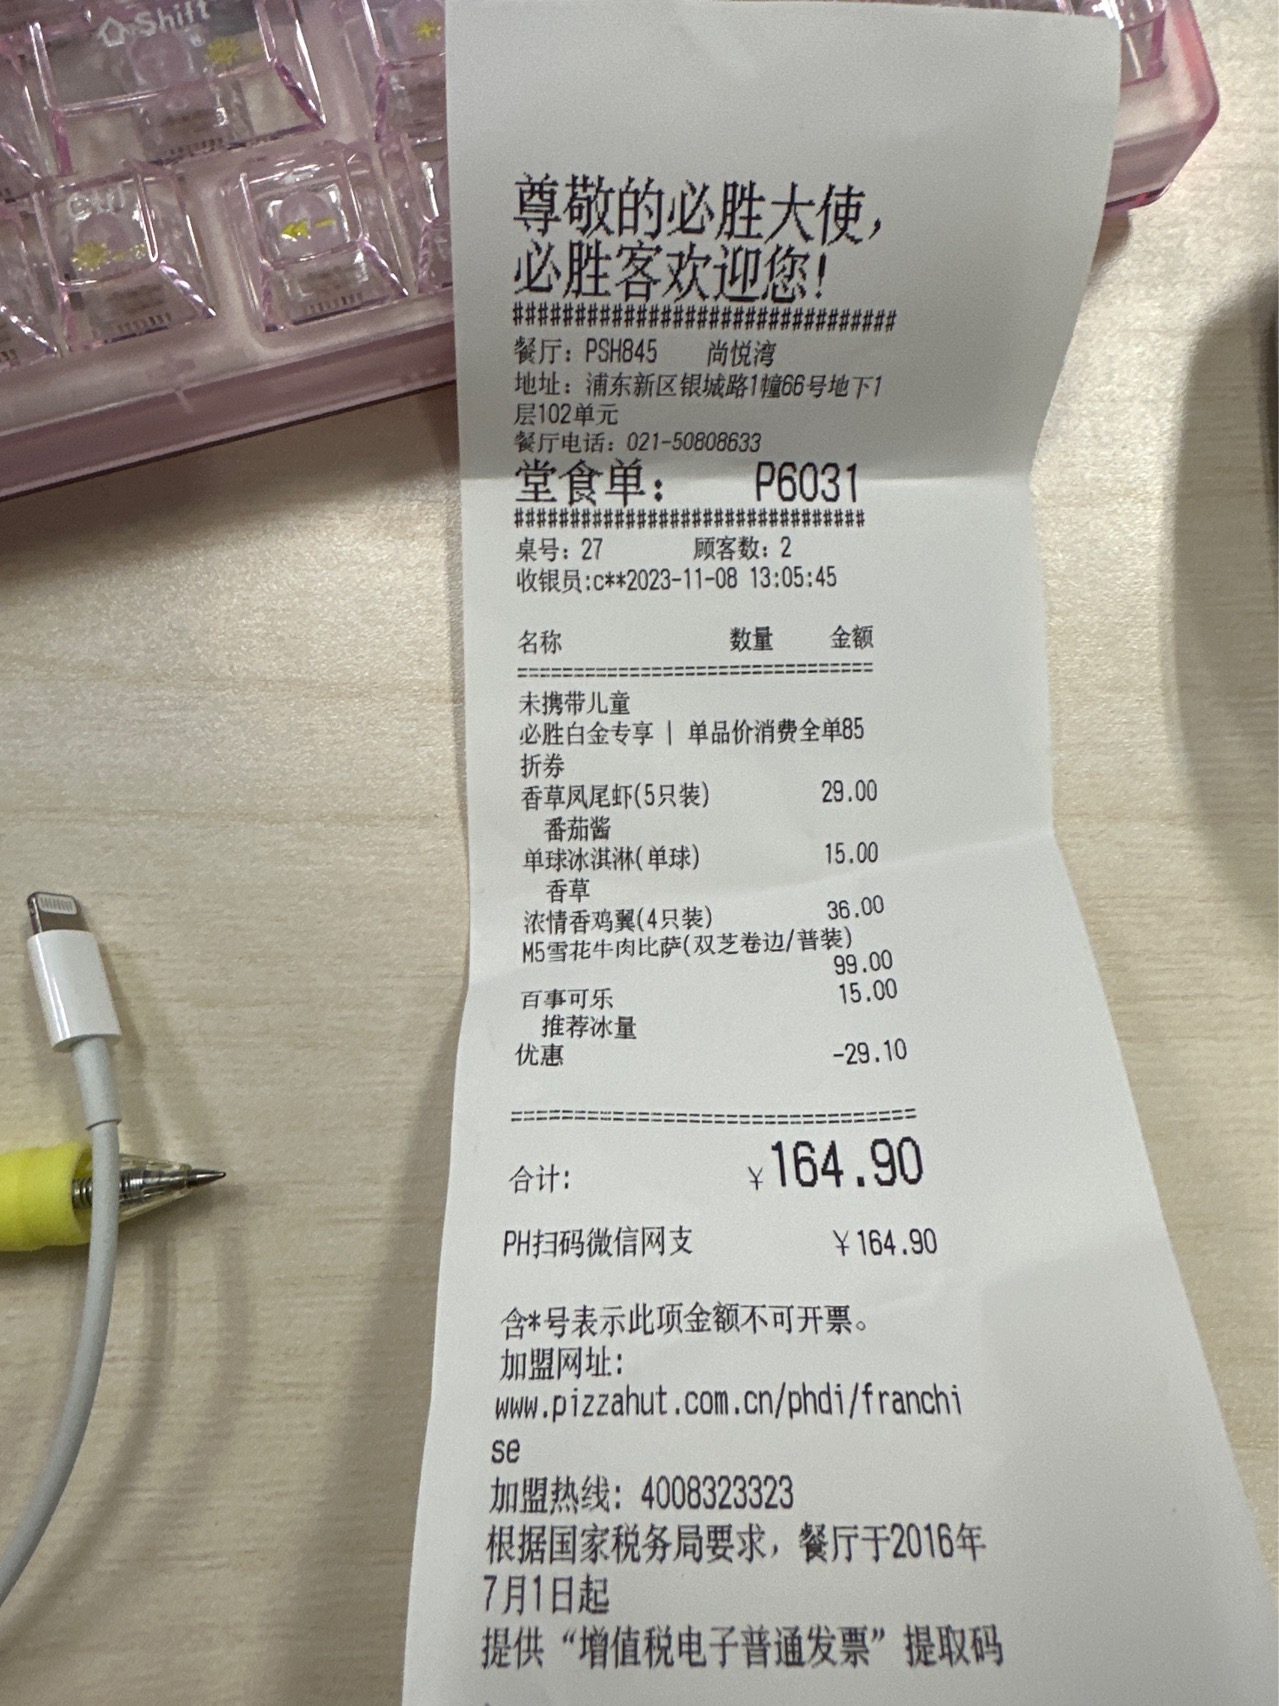 Shift
Ctrl
尊敬的必胜大使，
必胜客欢迎您!
################################
餐厅：PSH845 尚悦湾
地址：浦东新区银城路1幢66号地下1
层102单元
餐厅电话：021-50808633
堂食单： P6031
################################
桌号：27 顾客数：2
收银员:c**2023-11-08 13:05:45
名称 数量 金额
==============================
未携带儿童
必胜白金专享 | 单品价消费全单85
折券
香草凤尾虾(5只装) 29.00
番茄酱
单球冰淇淋(单球) 15.00
香草
浓情香鸡翼(4只装) 36.00
M5雪花牛肉比萨(双芝卷边/普装)
99.00
百事可乐 15.00
推荐冰量
优惠 -29.10
==============================
合计： ￥164.90
PH扫码微信网支 ￥164.90
含*号表示此项金额不可开票。
加盟网址：
www.pizzahut.com.cn/phdi/franchi
se
加盟热线：4008323323
根据国家税务局要求，餐厅于2016年
7月1日起
提供“增值税电子普通发票”提取码